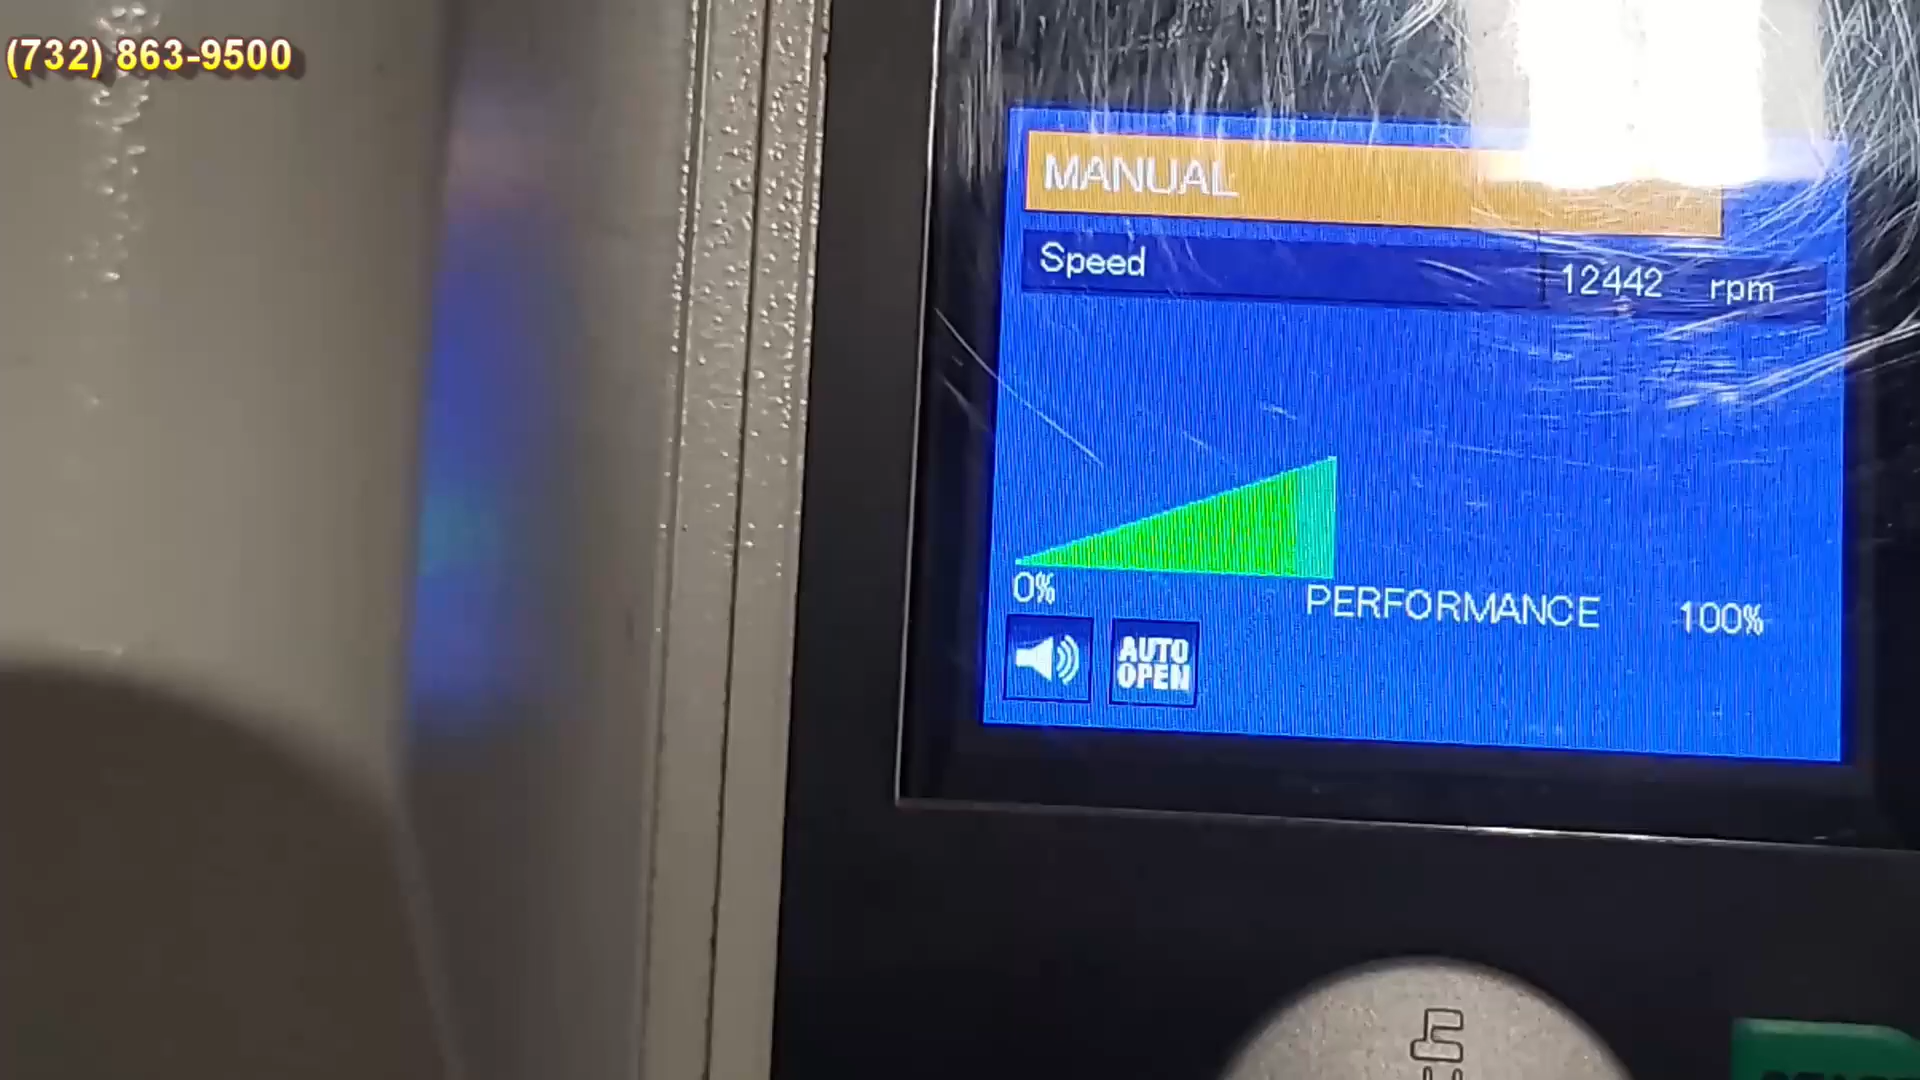 (732) 863-9500
MANUAL
Speed 12442 rpm
0% PERFORMANCE 100%
AUTO
OPEN